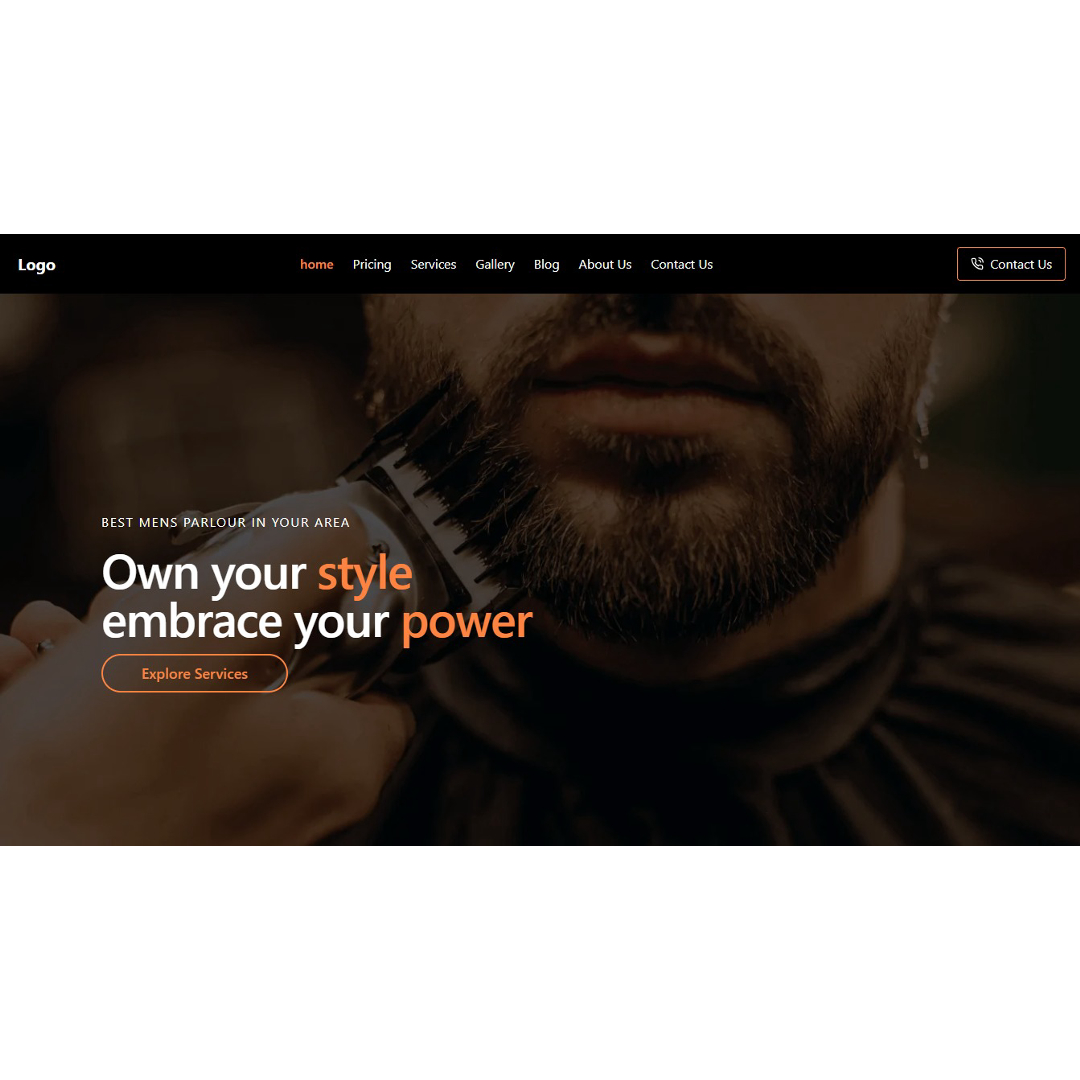 Logo
home Pricing Services Gallery Blog About Us Contact Us
Contact Us
BEST MENS PARLOUR IN YOUR AREA
Own your style
embrace your power
Explore Services